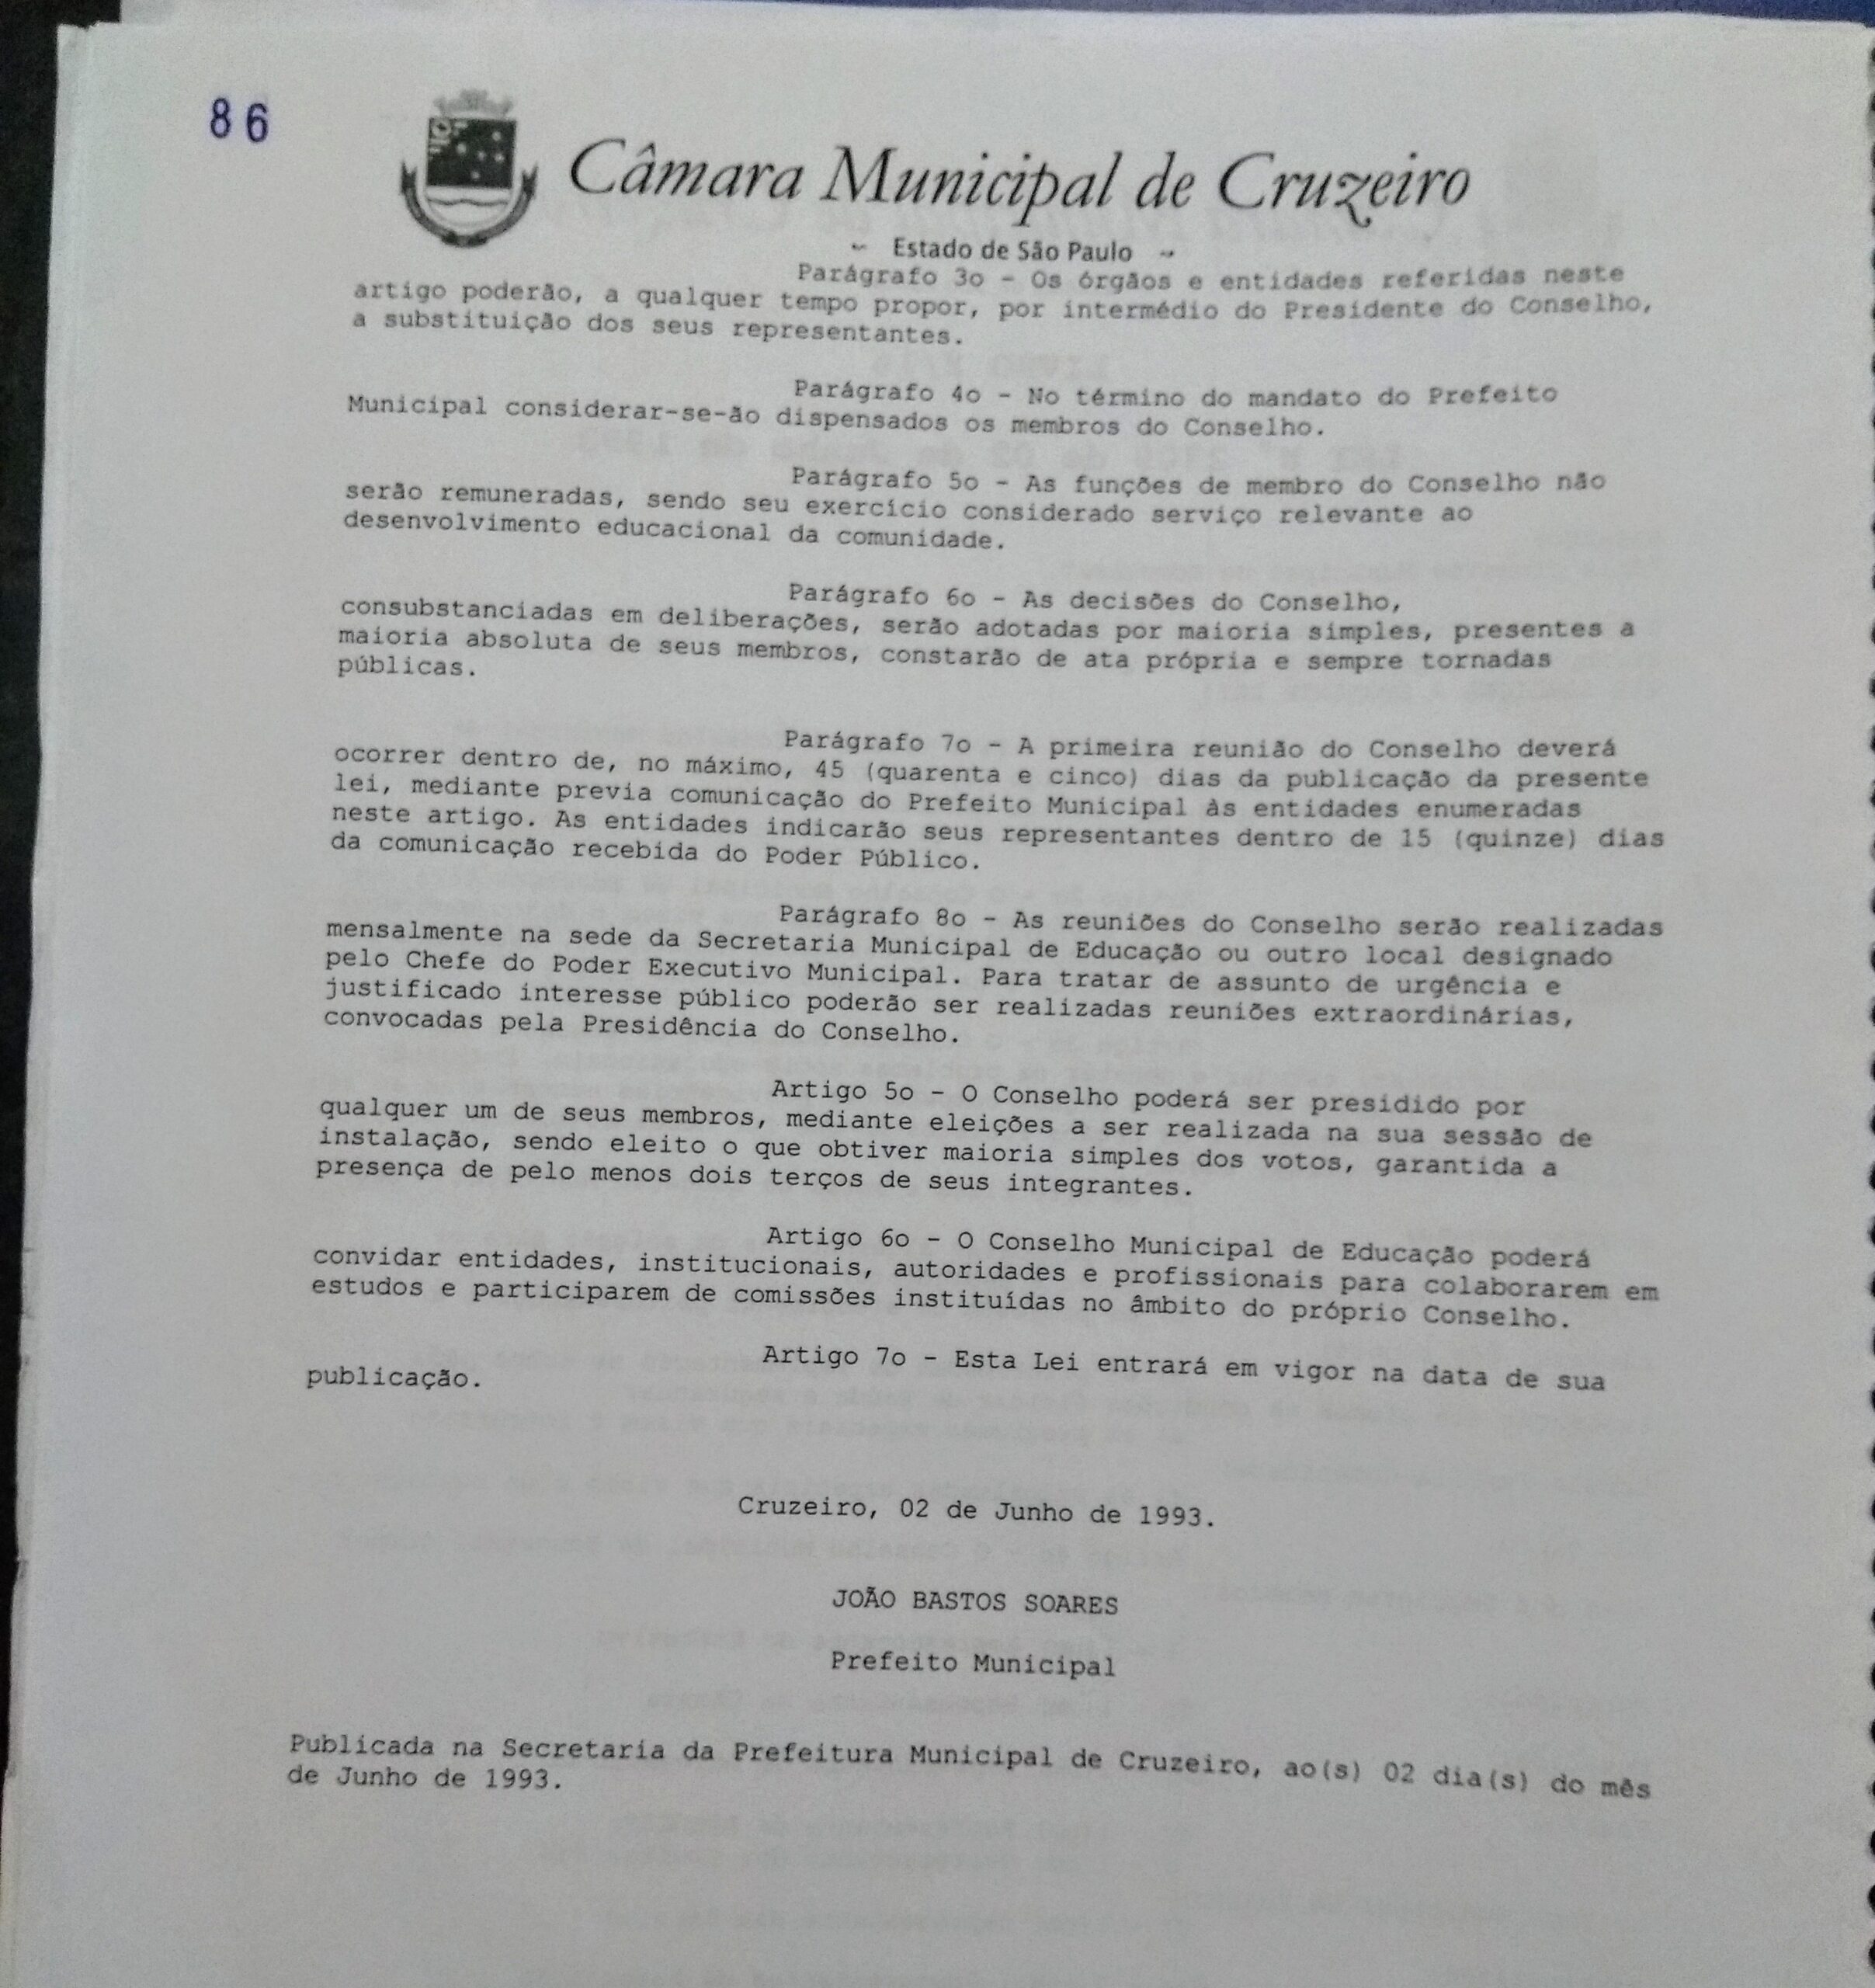 86
Câmara Municipal de Cruzeiro
Estado de São Paulo
Parágrafo 3o - Os órgãos e entidades referidas neste
artigo poderão, a qualquer tempo propor, por intermédio do Presidente do Conselho,
a substituição dos seus representantes.
Parágrafo 4o - No término do mandato do Prefeito
Municipal considerar-se-ão dispensados os membros do Conselho.
Parágrafo 5o - As funções de membro do Conselho não
serão remuneradas, sendo seu exercício considerado serviço relevante ao
desenvolvimento educacional da comunidade.
Parágrafo 6o - As decisões do Conselho,
consubstanciadas em deliberações, serão adotadas por maioria simples, presentes a
maioria absoluta de seus membros, constarão de ata própria e sempre tornadas
públicas.
Parágrafo 7o - A primeira reunião do Conselho deverá
ocorrer dentro de, no máximo, 45 (quarenta e cinco) dias da publicação da presente
lei, mediante previa comunicação do Prefeito Municipal às entidades enumeradas
neste artigo. As entidades indicarão seus representantes dentro de 15 (quinze) dias
da comunicação recebida do Poder Público.
Parágrafo 8o - As reuniões do Conselho serão realizadas
mensalmente na sede da Secretaria Municipal de Educação ou outro local designado
pelo Chefe do Poder Executivo Municipal. Para tratar de assunto de urgência e
justificado interesse público poderão ser realizadas reuniões extraordinárias,
convocadas pela Presidência do Conselho.
Artigo 5o - O Conselho poderá ser presidido por
qualquer um de seus membros, mediante eleições a ser realizada na sua sessão de
instalação, sendo eleito o que obtiver maioria simples dos votos, garantida a
presença de pelo menos dois terços de seus integrantes.
Artigo 6o - O Conselho Municipal de Educação poderá
convidar entidades, institucionais, autoridades e profissionais para colaborarem em
estudos e participarem de comissões instituídas no âmbito do próprio Conselho.
Artigo 7o - Esta Lei entrará em vigor na data de sua
publicação.
Cruzeiro, 02 de Junho de 1993.
JOÃO BASTOS SOARES
Prefeito Municipal
Publicada na Secretaria da Prefeitura Municipal de Cruzeiro, ao(s) 02 dia(s) do mês
de Junho de 1993.